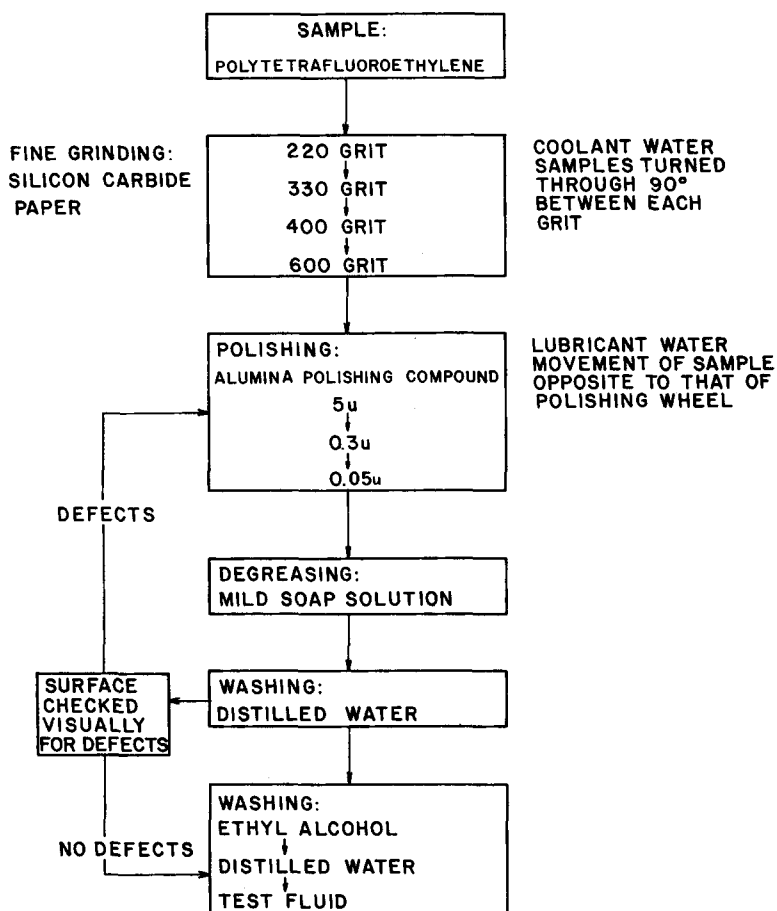 SAMPLE:
POLYTETRAFLUOROETHYLENE
FINE GRINDING:
SILICON CARBIDE
PAPER
220 GRIT
330 GRIT
400 GRIT
600 GRIT
COOLANT WATER
SAMPLES TURNED
THROUGH 90°
BETWEEN EACH
GRIT
POLISHING:
ALUMINA POLISHING COMPOUND
5u
0.3u
0.05u
LUBRICANT WATER
MOVEMENT OF SAMPLE
OPPOSITE TO THAT OF
POLISHING WHEEL
DEFECTS
DEGREASING:
MILD SOAP SOLUTION
SURFACE
CHECKED
VISUALLY
FOR DEFECTS
WASHING:
DISTILLED WATER
NO DEFECTS
WASHING:
ETHYL ALCOHOL
DISTILLED WATER
TEST FLUID